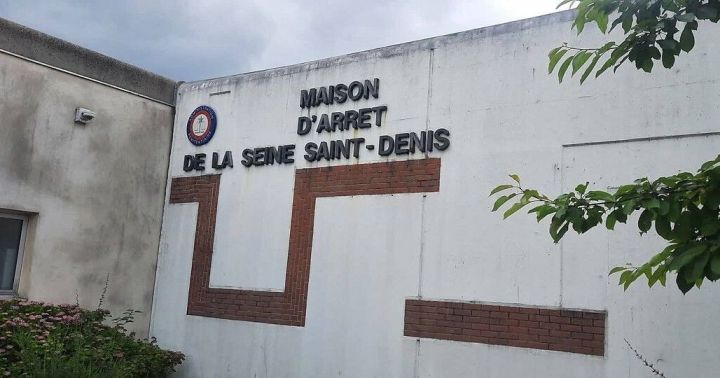 MAISON
D'ARRET
DE LA SEINE SAINT-DENIS